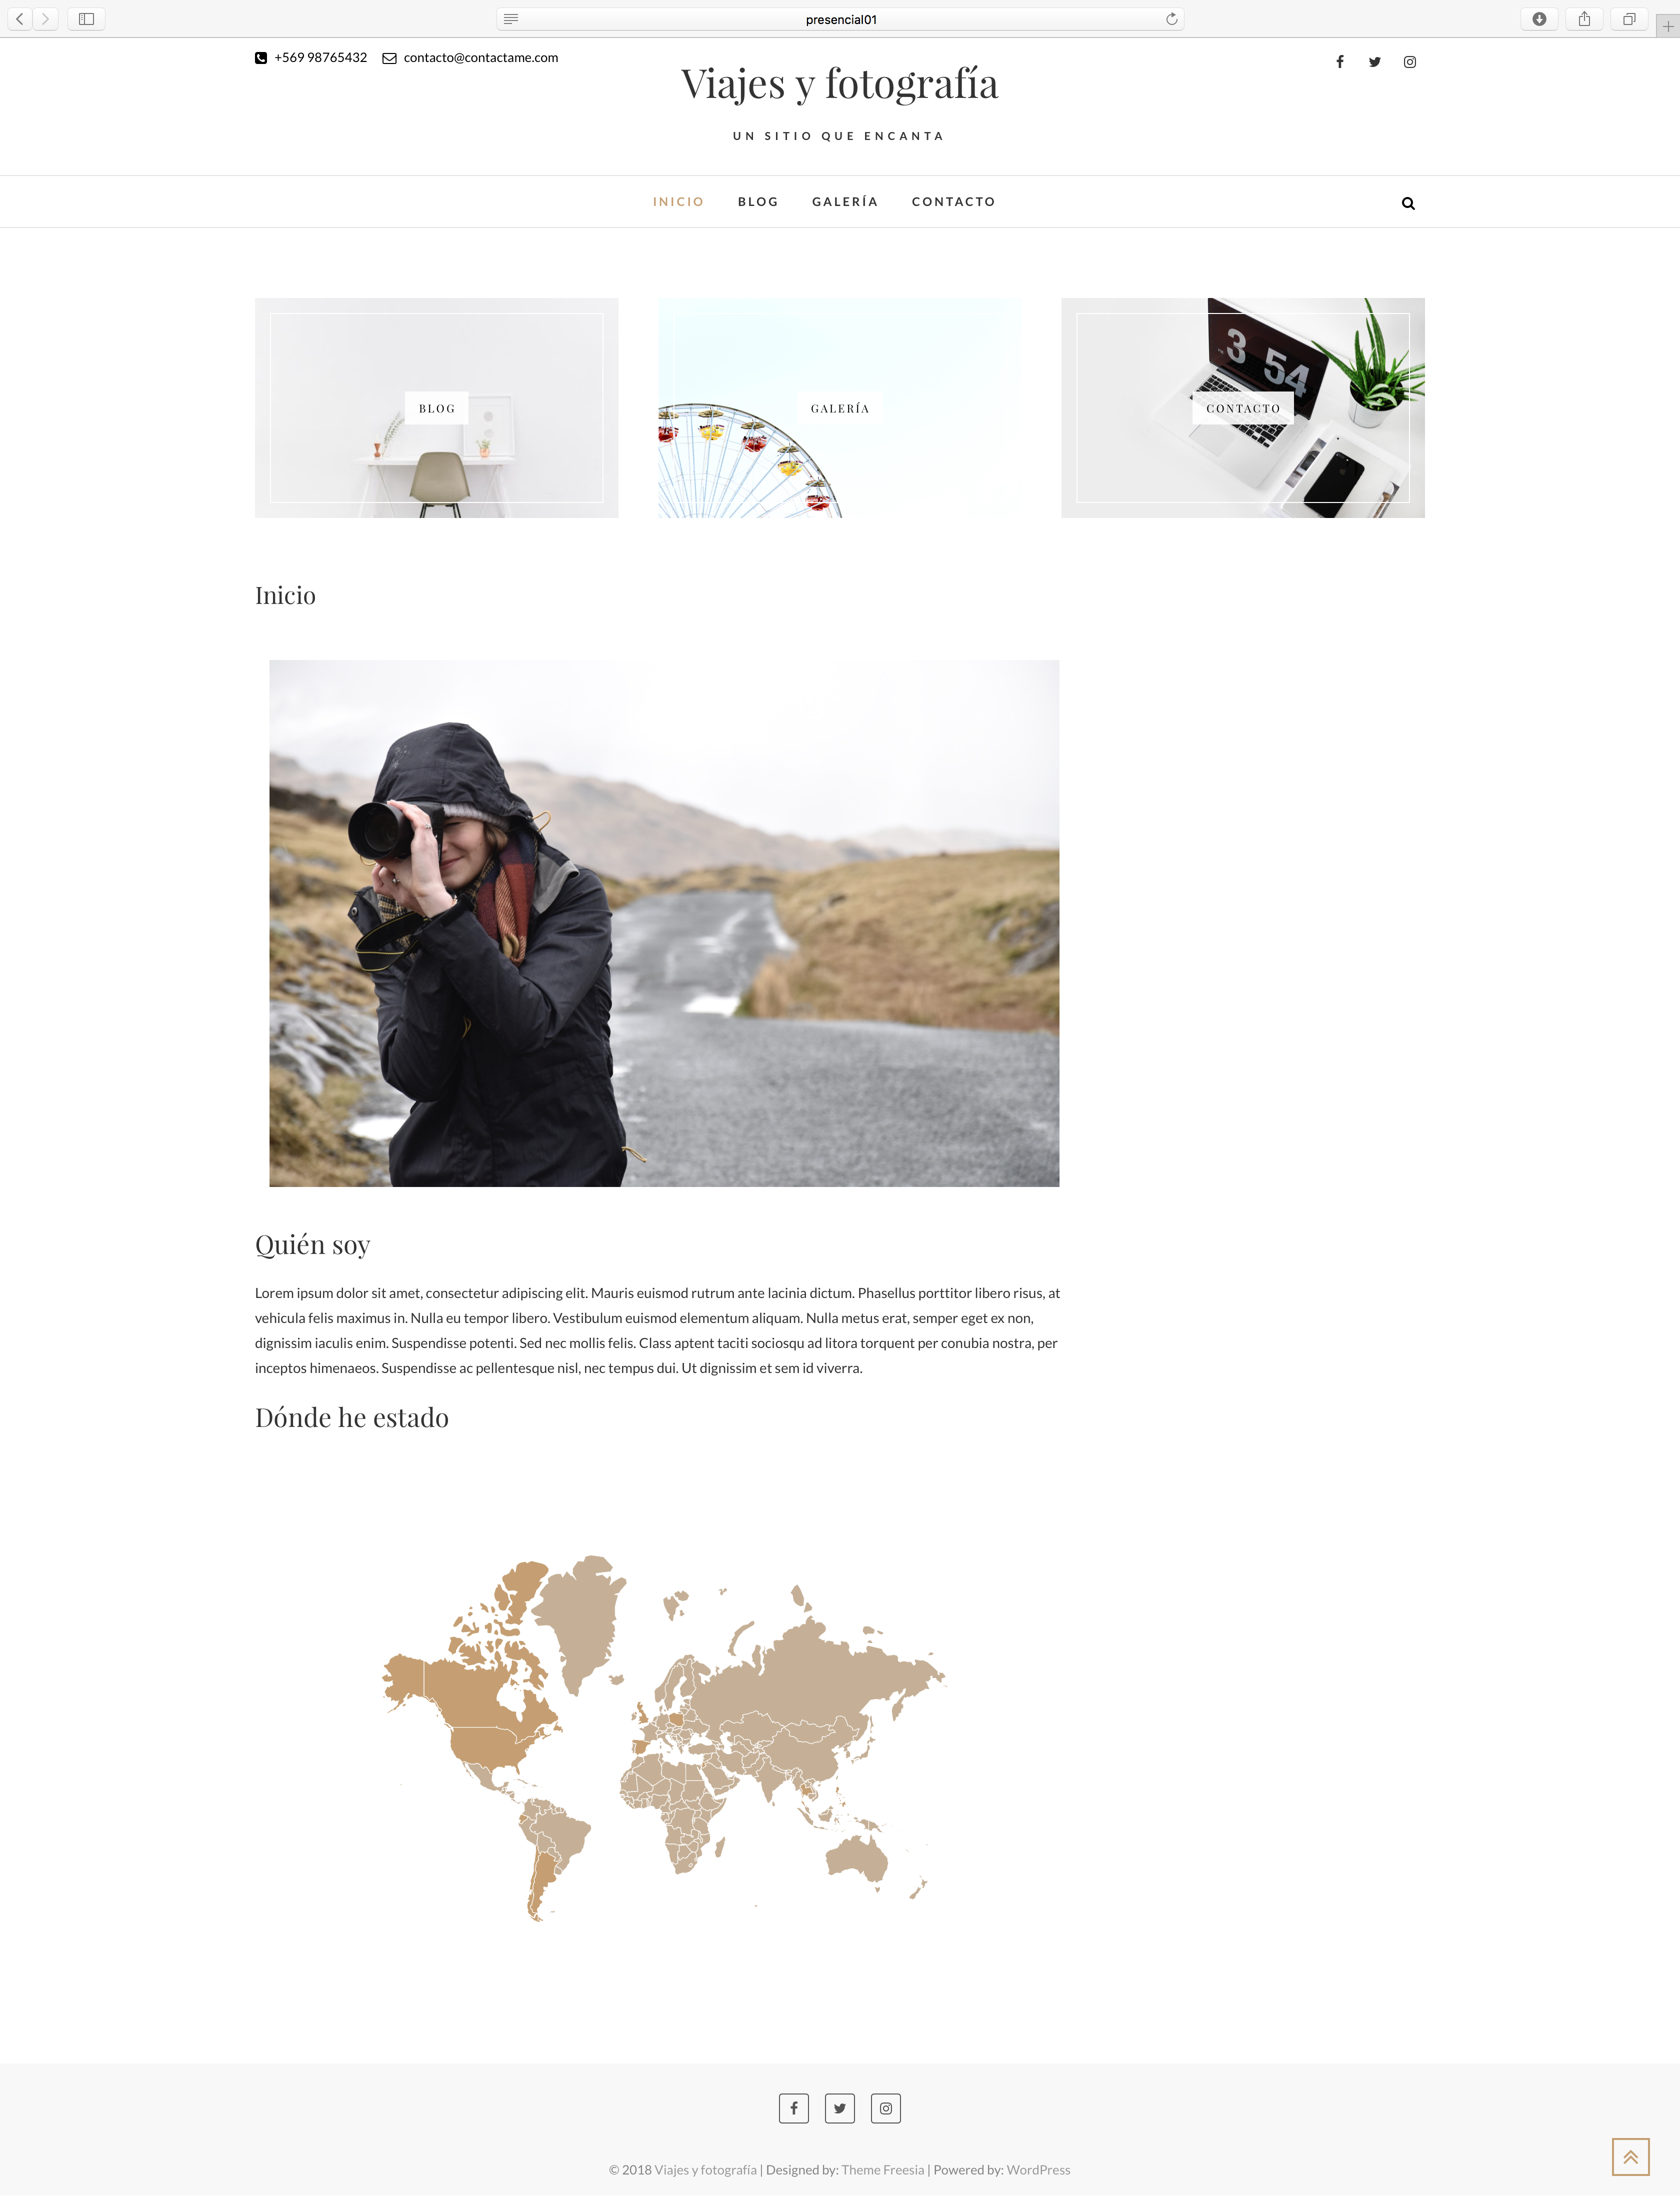 presencial01
+569 98765432 contacto@contactame.com
Viajes y fotografía
UN SITIO QUE ENCANTA
INICIO BLOG GALERÍA CONTACTO
BLOG
GALERÍA
3 54
CONTACTO
Inicio
Quién soy
Lorem ipsum dolor sit amet, consectetur adipiscing elit. Mauris euismod rutrum ante lacinia dictum. Phasellus porttitor libero risus, at
vehicula felis maximus in. Nulla eu tempor libero. Vestibulum euismod elementum aliquam. Nulla metus erat, semper eget ex non,
dignissim iaculis enim. Suspendisse potenti. Sed nec mollis felis. Class aptent taciti sociosqu ad litora torquent per conubia nostra, per
inceptos himenaeos. Suspendisse ac pellentesque nisl, nec tempus dui. Ut dignissim et sem id viverra.
Dónde he estado
© 2018 Viajes y fotografía | Designed by: Theme Freesia | Powered by: WordPress